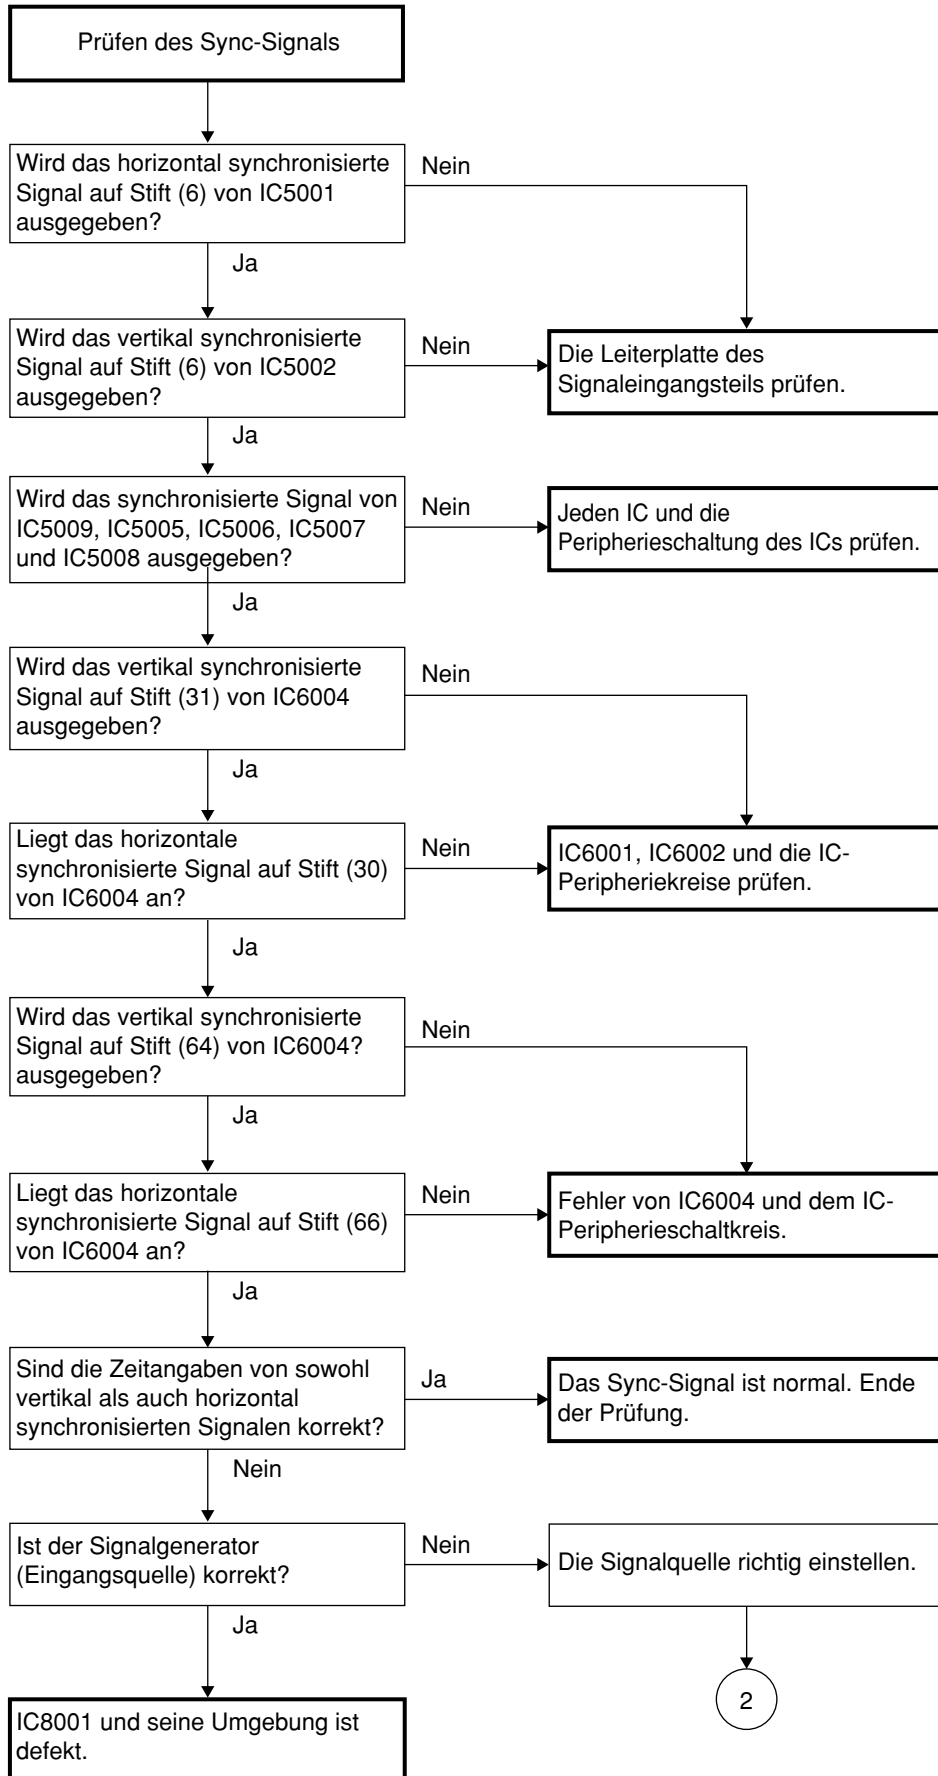 Prüfen des Sync-Signals
Wird das horizontal synchronisierte
Signal auf Stift (6) von IC5001
ausgegeben?
Nein
Ja
Wird das vertikal synchronisierte
Signal auf Stift (6) von IC5002
ausgegeben?
Nein
Die Leiterplatte des
Signaleingangsteils prüfen.
Ja
Wird das synchronisierte Signal von
IC5009, IC5005, IC5006, IC5007
und IC5008 ausgegeben?
Nein
Jeden IC und die
Peripherieschaltung des ICs prüfen.
Ja
Wird das vertikal synchronisierte
Signal auf Stift (31) von IC6004
ausgegeben?
Nein
Ja
Liegt das horizontale
synchronisierte Signal auf Stift (30)
von IC6004 an?
Nein
IC6001, IC6002 und die IC-
Peripheriekreise prüfen.
Ja
Wird das vertikal synchronisierte
Signal auf Stift (64) von IC6004?
ausgegeben?
Nein
Ja
Liegt das horizontale
synchronisierte Signal auf Stift (66)
von IC6004 an?
Nein
Fehler von IC6004 und dem IC-
Peripherieschaltkreis.
Ja
Sind die Zeitangaben von sowohl
vertikal als auch horizontal
synchronisierten Signalen korrekt?
Ja
Das Sync-Signal ist normal. Ende
der Prüfung.
Nein
Ist der Signalgenerator
(Eingangsquelle) korrekt?
Nein
Die Signalquelle richtig einstellen.
Ja
2
IC8001 und seine Umgebung ist
defekt.